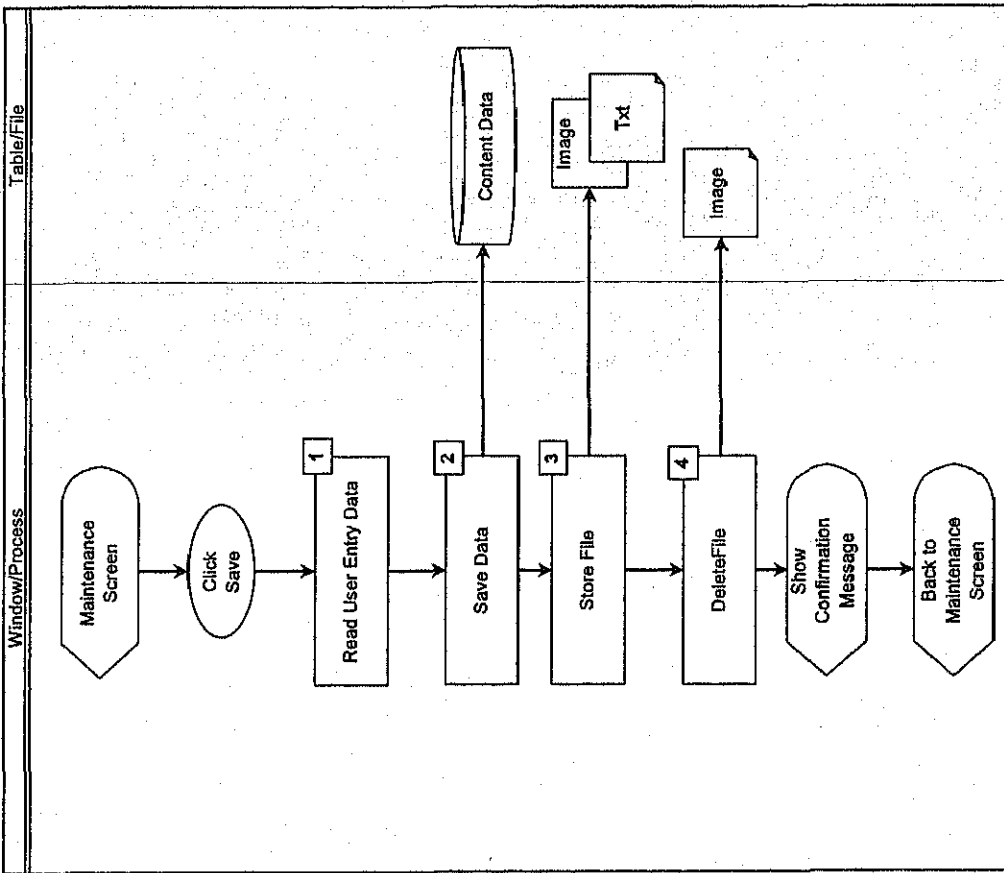 Window/Process
Table/File
Maintenance
Screen
Click
Save
1
Read User Entry Data
2
Save Data
Content Data
3
Store File
Image
Txt
4
DeleteFile
Image
Show
Confirmation
Message
Back to
Maintenance
Screen